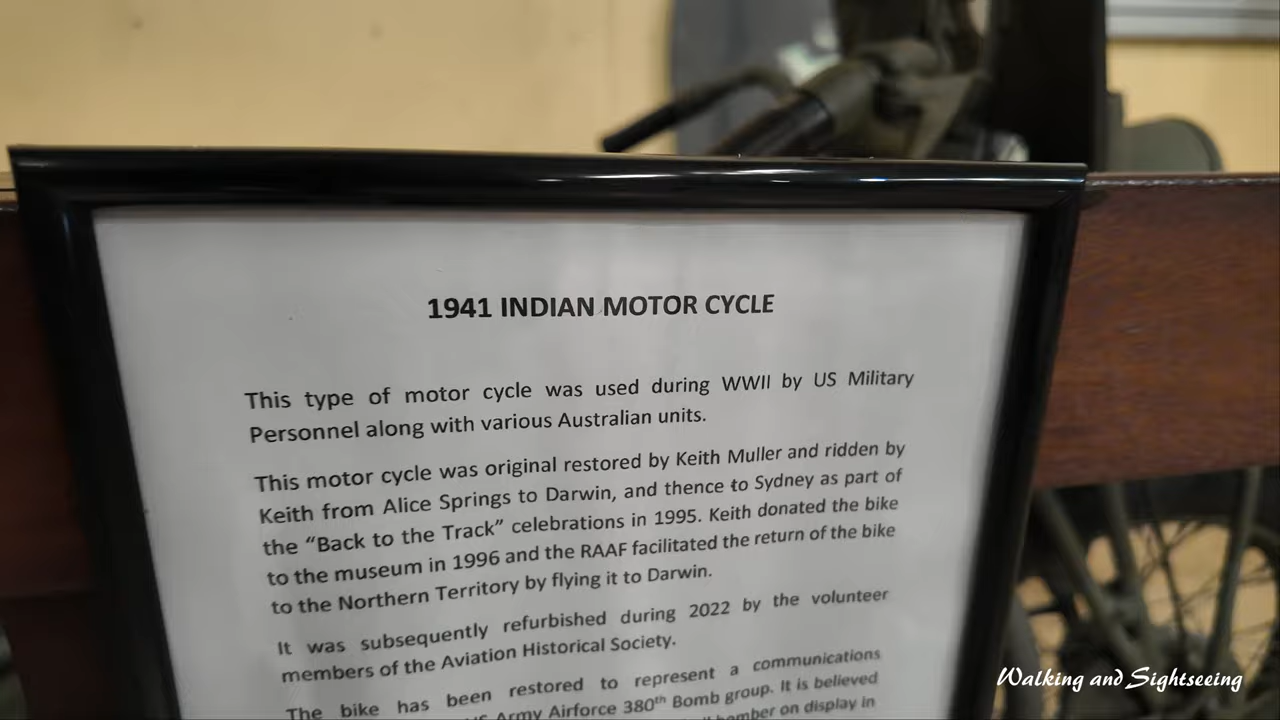 1941 INDIAN MOTOR CYCLE
This type of motor cycle was used during WWII by US Military
Personnel along with various Australian units.
This motor cycle was original restored by Keith Muller and ridden by
Keith from Alice Springs to Darwin, and thence to Sydney as part of
the “Back to the Track” celebrations in 1995. Keith donated the bike
to the museum in 1996 and the RAAF facilitated the return of the bike
to the Northern Territory by flying it to Darwin.
It was subsequently refurbished during 2022 by the volunteer
members of the Aviation Historical Society.
The bike has been restored to represent a communications
Army Airforce 380th Bomb group. It is believed
bomber on display in
Walking and Sightseeing